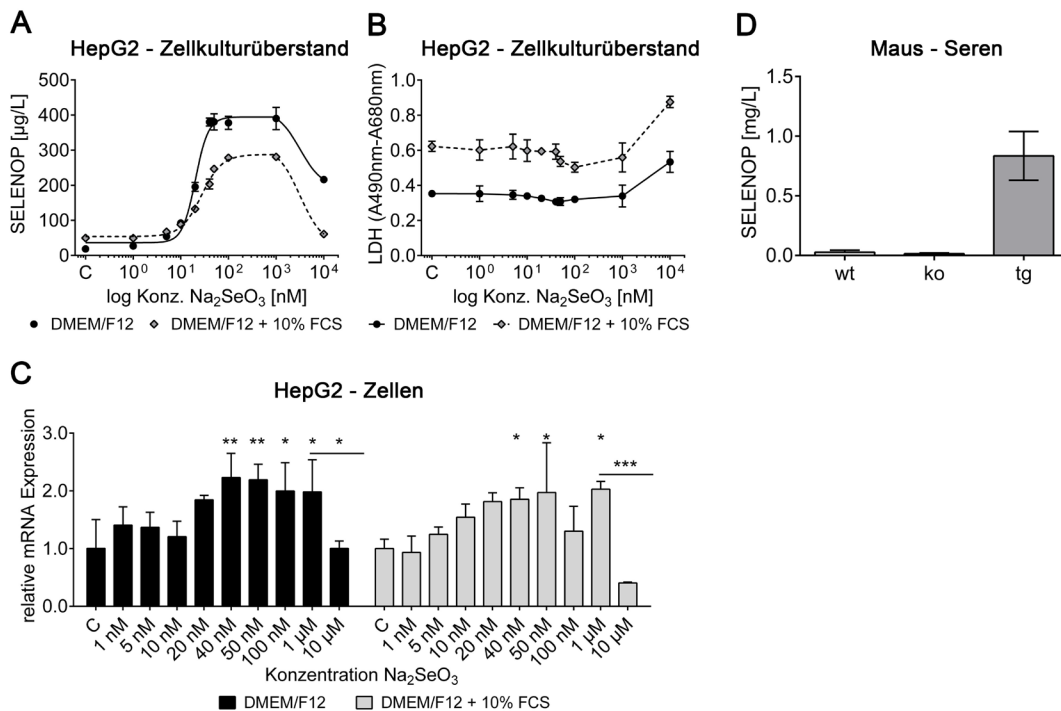 A
HepG2 - Zellkulturüberstand
SELENOP [µg/L]
500
400
300
200
100
0
C 10⁰ 10¹ 10² 10³ 10⁴
log Konz. Na₂SeO₃ [nM]
DMEM/F12 DMEM/F12 + 10% FCS
B
HepG2 - Zellkulturüberstand
LDH (A490nm-A680nm)
1.0
0.8
0.6
0.4
0.2
0.0
C 10⁰ 10¹ 10² 10³ 10⁴
log Konz. Na₂SeO₃ [nM]
DMEM/F12 DMEM/F12 + 10% FCS
D
Maus - Seren
SELENOP [mg/L]
1.5
1.0
0.5
0.0
wt ko tg
C
HepG2 - Zellen
relative mRNA Expression
3.0
2.0
1.0
0.0
** ** * * * * * * ***
C 1 nM 5 nM 10 nM 20 nM 40 nM 50 nM 100 nM 1 µM 10 µM C 1 nM 5 nM 10 nM 20 nM 40 nM 50 nM 100 nM 1 µM 10 µM
Konzentration Na₂SeO₃
DMEM/F12 DMEM/F12 + 10% FCS